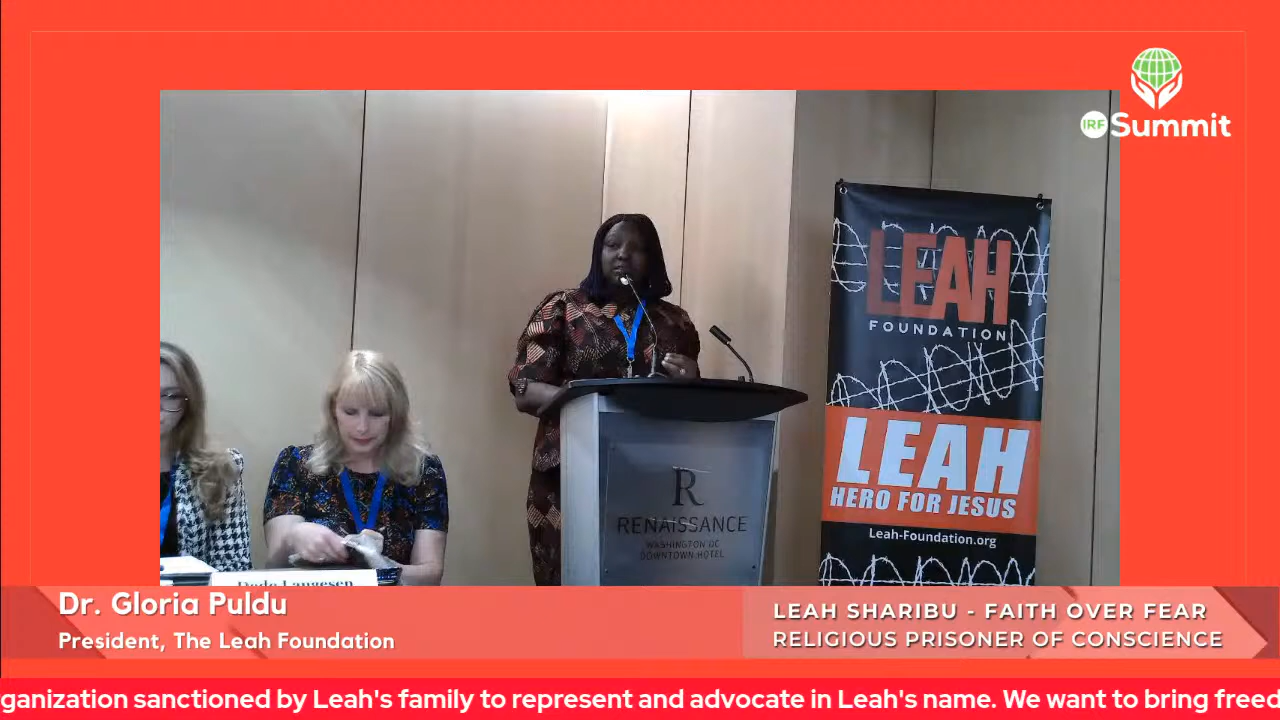 IRF Summit
LEAH
FOUNDATION
LEAH
HERO FOR JESUS
Leah-Foundation.org
R
RENAISSANCE
WASHINGTON DC
DOWNTOWN HOTEL
Dede Laugesen
Dr. Gloria Puldu
President, The Leah Foundation
LEAH SHARIBU - FAITH OVER FEAR
RELIGIOUS PRISONER OF CONSCIENCE
ganization sanctioned by Leah's family to represent and advocate in Leah's name. We want to bring freed